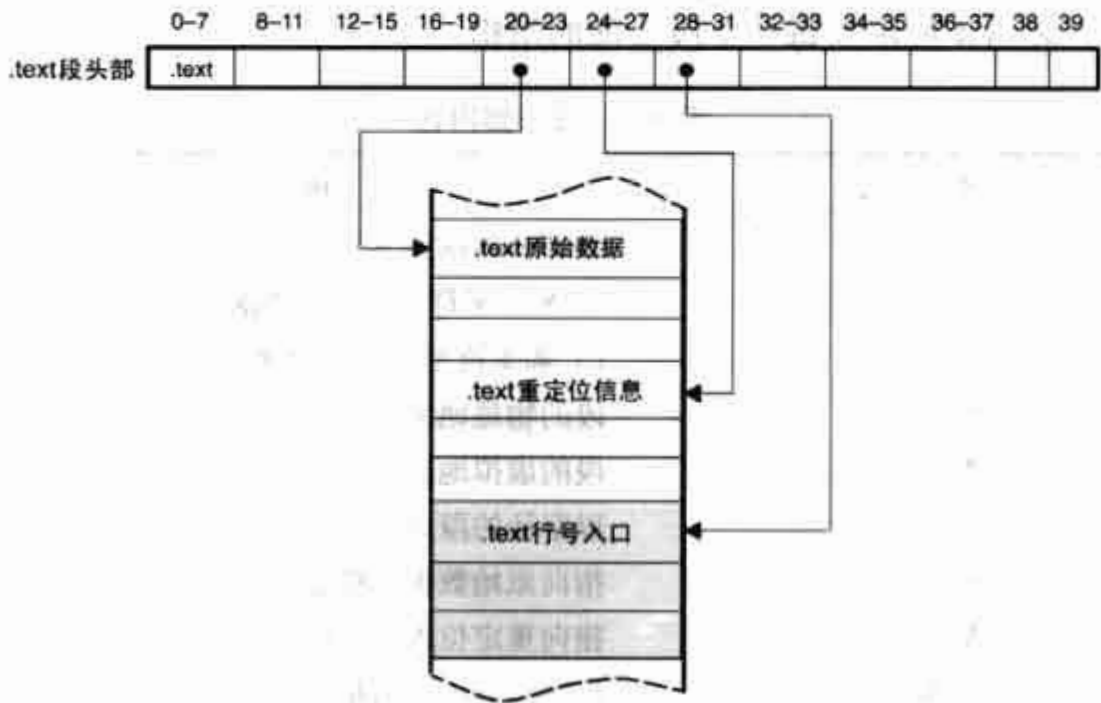 0–7 8–11 12–15 16–19 20–23 24–27 28–31 32–33 34–35 36–37 38 39
.text段头部 .text
.text原始数据
.text重定位信息
.text行号入口